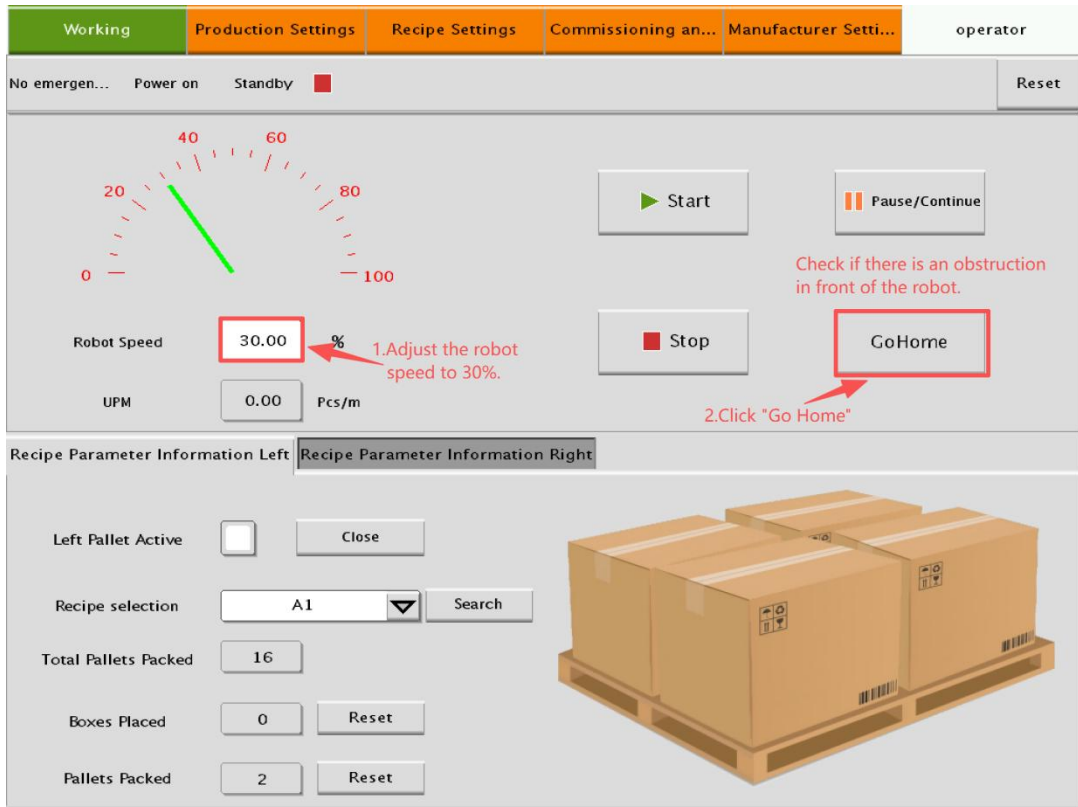 Working
Production Settings
Recipe Settings
Commissioning an...
Manufacturer Setti...
operator
No emergen...
Power on
Standby
Reset
0
20
40
60
80
100
Start
Pause/Continue
Check if there is an obstruction
in front of the robot.
Robot Speed
30.00
%
1.Adjust the robot
speed to 30%.
Stop
GoHome
UPM
0.00
Pcs/m
2.Click "Go Home"
Recipe Parameter Information Left
Recipe Parameter Information Right
Left Pallet Active
Close
Recipe selection
A1
Search
Total Pallets Packed
16
Boxes Placed
0
Reset
Pallets Packed
2
Reset